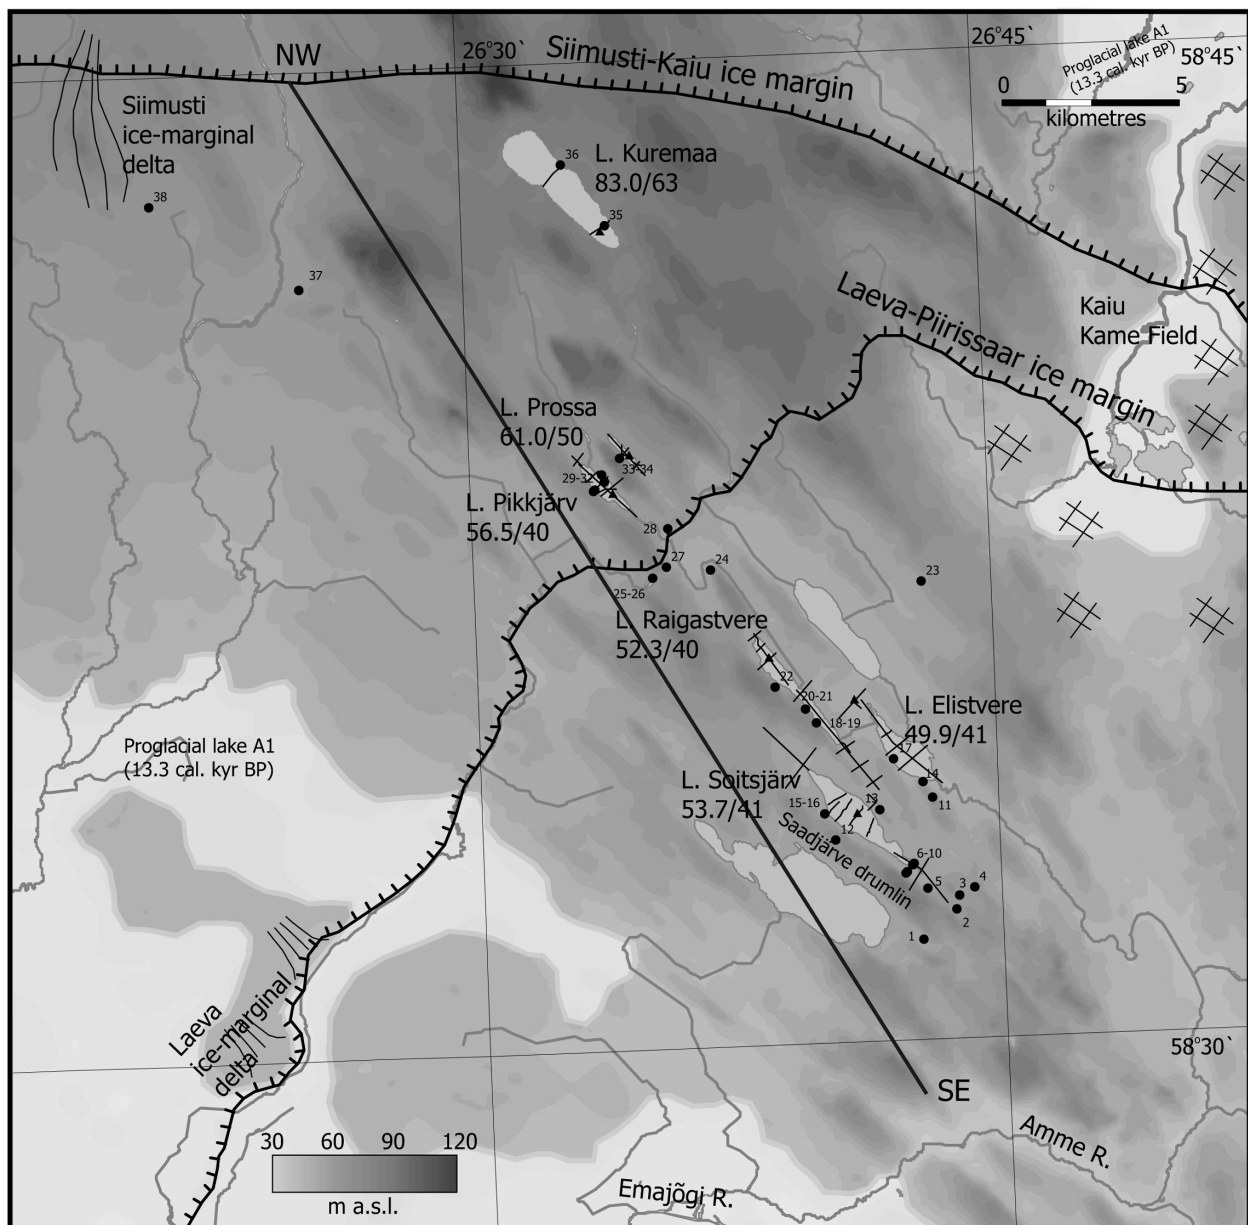 NW
26°30`
26°45`
58°45`
Siimusti-Kaiu ice margin
Proglacial lake A1
(13.3 cal. kyr BP)
0
5
kilometres
Siimusti
ice-marginal
delta
38
37
36
L. Kuremaa
83.0/63
35
Laeva-Piirissaar ice margin
Kaiu
Kame Field
L. Prossa
61.0/50
33-34
29-32
L. Pikkjärv
56.5/40
28
27
24
25-26
23
L. Raigastvere
52.3/40
22
20-21
18-19
L. Elistvere
49.9/41
17
14
11
Proglacial lake A1
(13.3 cal. kyr BP)
L. Soitsjärv
53.7/41
15-16
13
12
Saadjärve drumlin
6-10
5
4
3
2
1
Laeva
ice-marginal
delta
58°30`
SE
Amme R.
Emajõgi R.
30
60
90
120
m a.s.l.